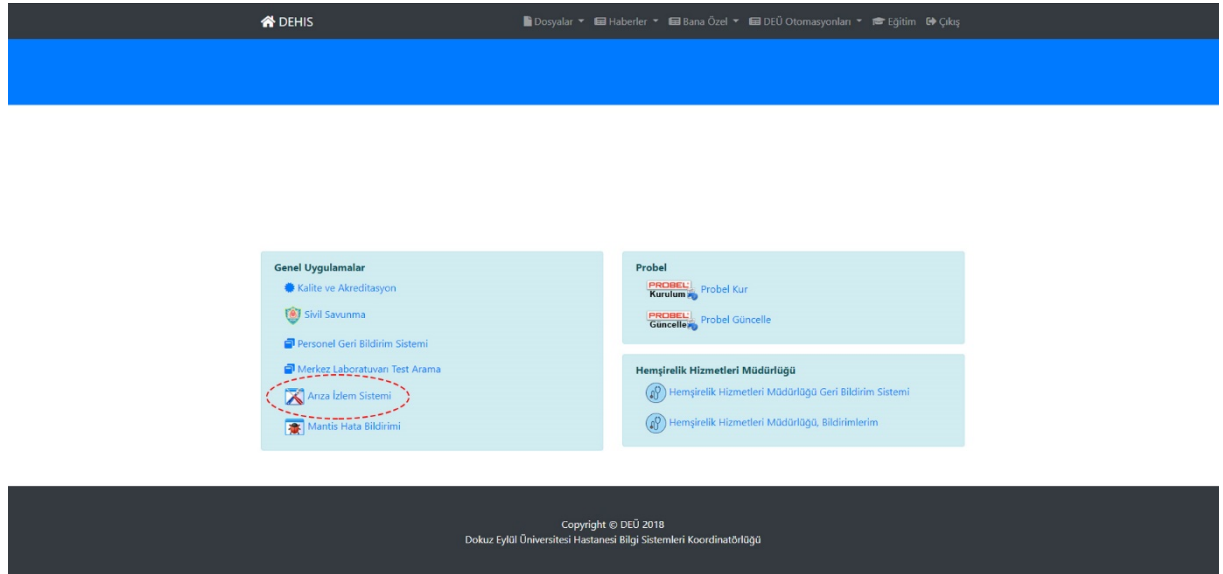 DEHIS
Dosyalar
Haberler
Bana Özel
DEÜ Otomasyonları
Eğitim
Çıkış
Genel Uygulamalar
Kalite ve Akreditasyon
Sivil Savunma
Personel Geri Bildirim Sistemi
Merkez Laboratuvarı Test Arama
Arıza İzlem Sistemi
Mantis Hata Bildirimi
Probel
PROBEL
Kurulum
Probel Kur
PROBEL
Güncelle
Probel Güncelle
Hemşirelik Hizmetleri Müdürlüğü
Hemşirelik Hizmetleri Müdürlüğü Geri Bildirim Sistemi
Hemşirelik Hizmetleri Müdürlüğü, Bildirimlerim
Copyright © DEÜ 2018
Dokuz Eylül Üniversitesi Hastanesi Bilgi Sistemleri Koordinatörlüğü